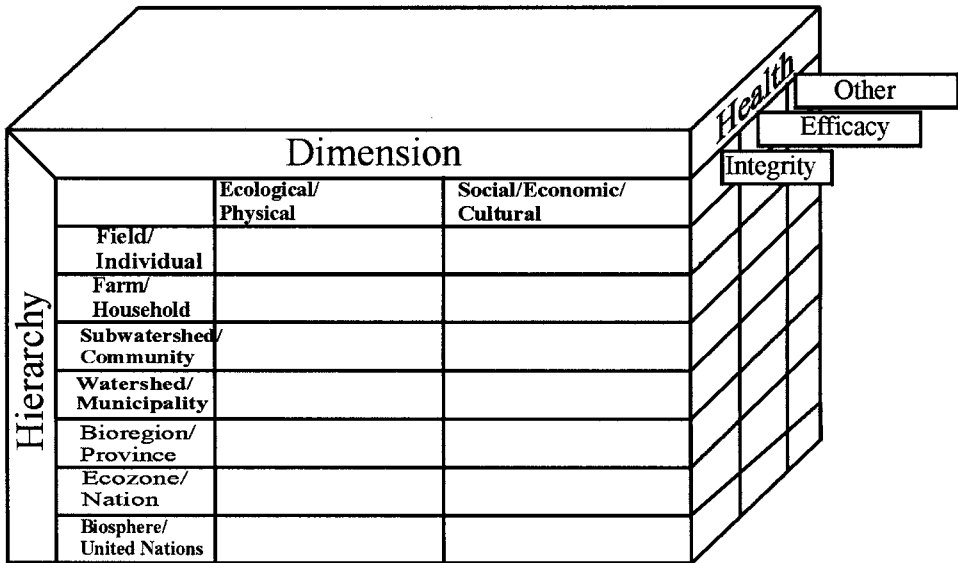 Health
Other
Efficacy
Integrity
Dimension
Hierarchy
Ecological/
Physical
Social/Economic/
Cultural
Field/
Individual
Farm/
Household
Subwatershed/
Community
Watershed/
Municipality
Bioregion/
Province
Ecozone/
Nation
Biosphere/
United Nations